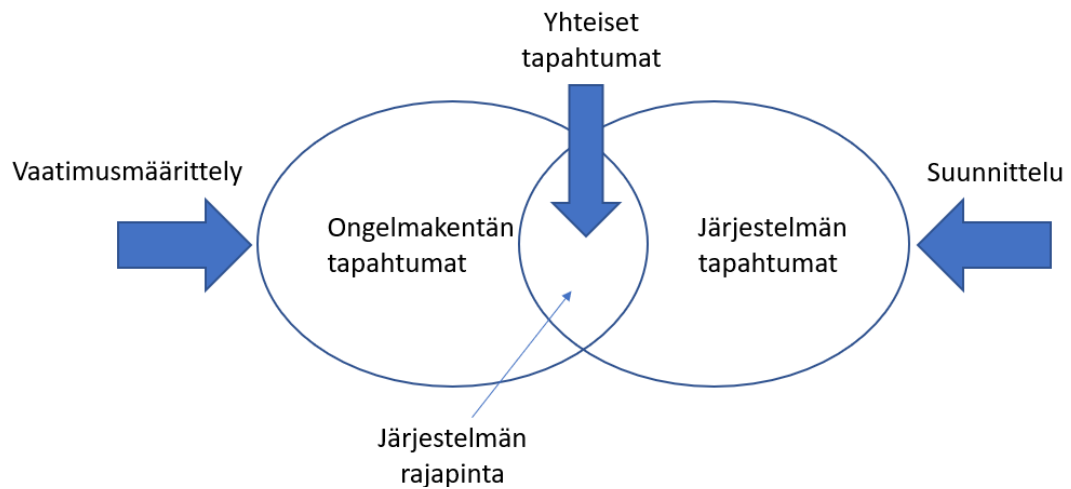 Yhteiset
tapahtumat
Vaatimusmäärittely
Suunnittelu
Ongelmakentän
tapahtumat
Järjestelmän
tapahtumat
Järjestelmän
rajapinta